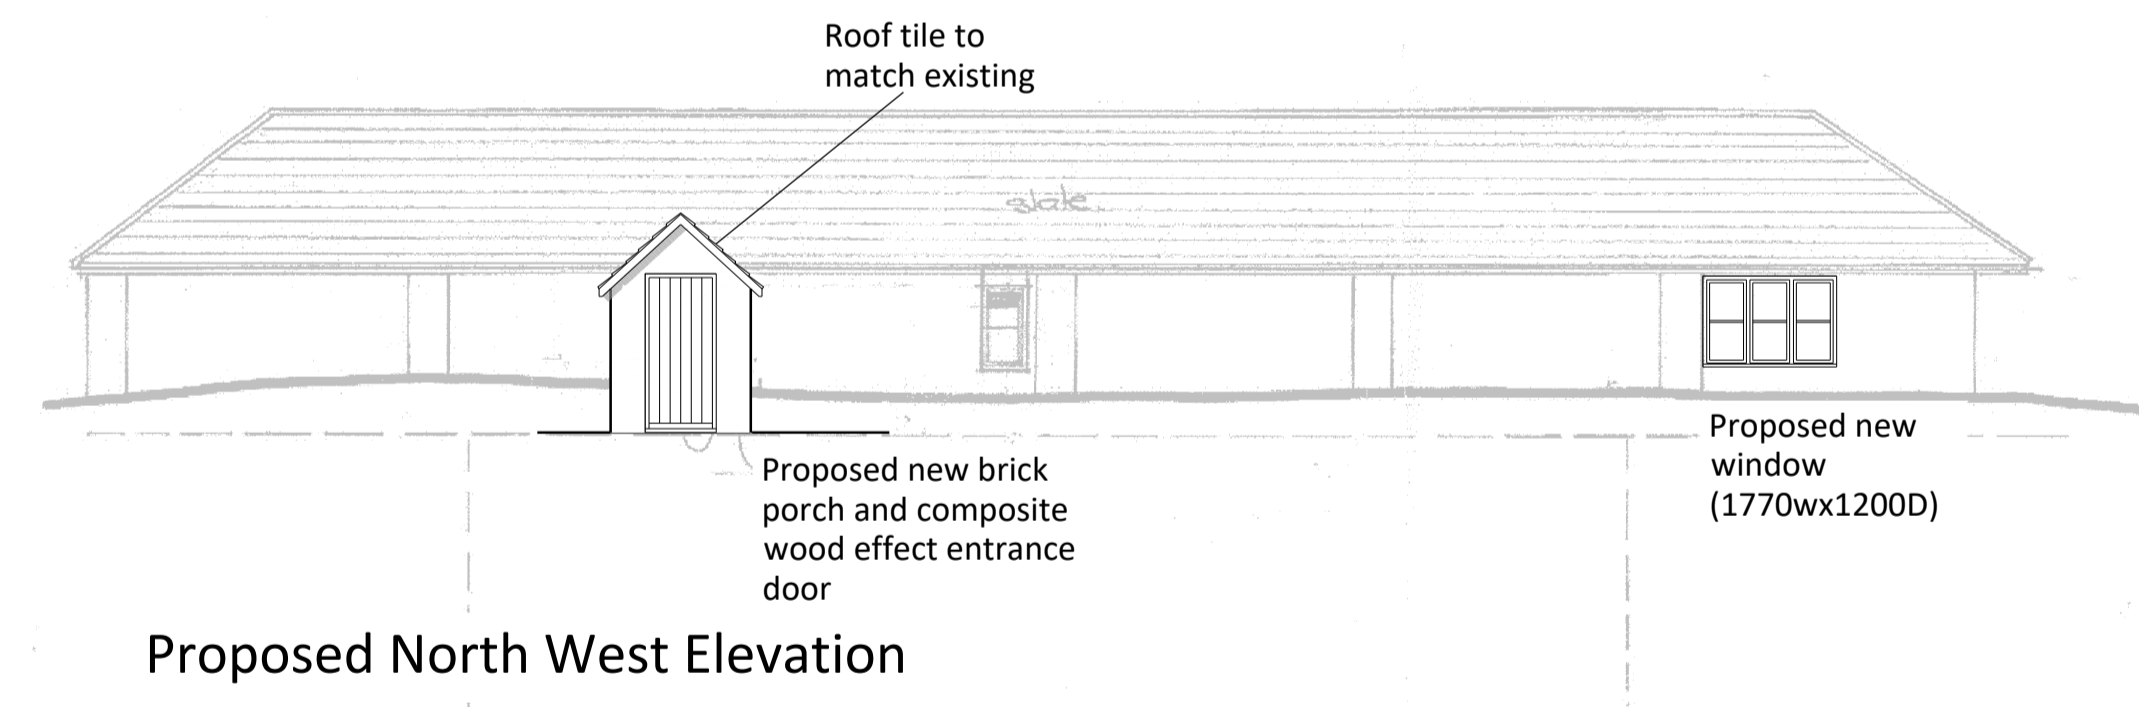 Roof tile to
match existing
slate
Proposed new
window
(1770wx1200D)
Proposed new brick
porch and composite
wood effect entrance
door
Proposed North West Elevation